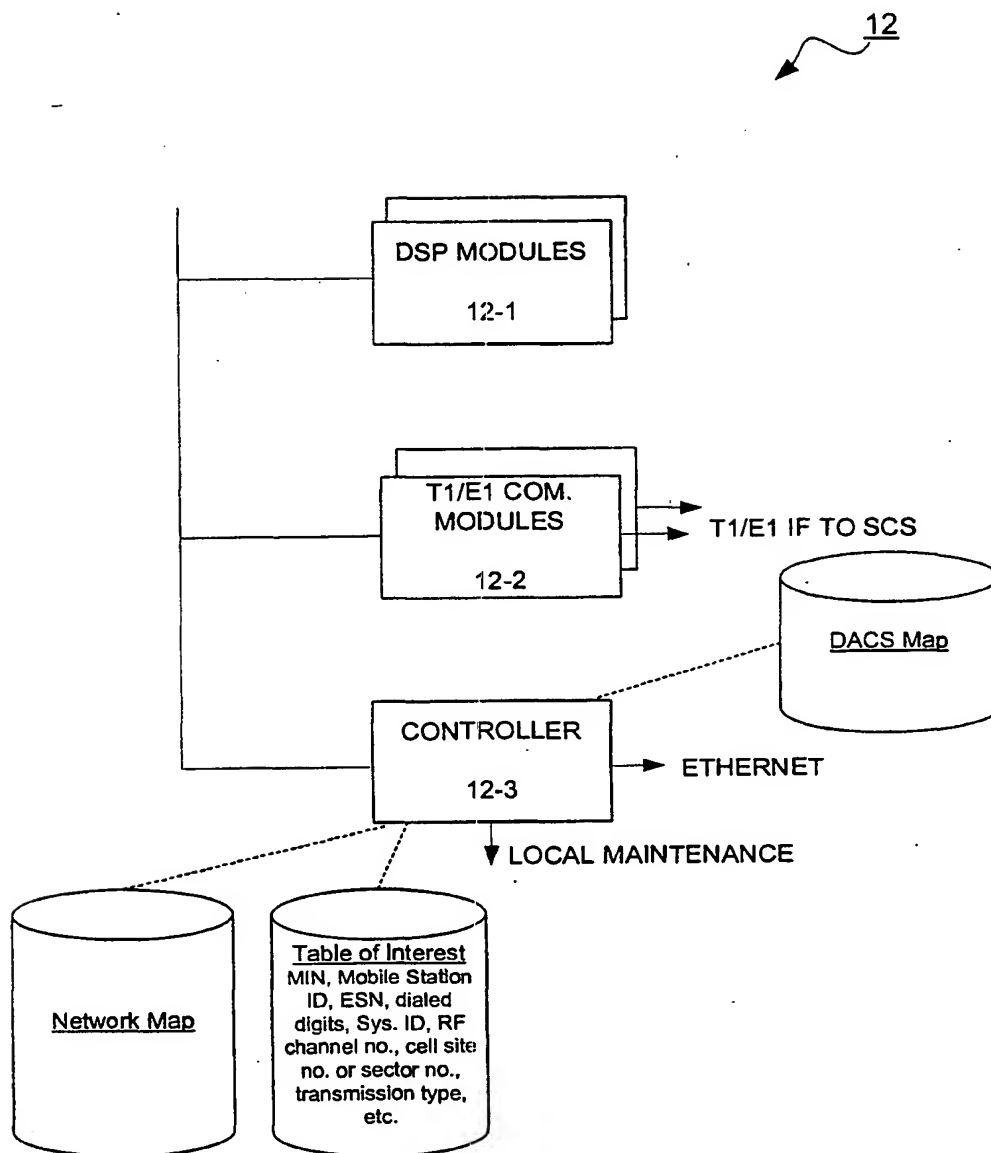 12
DSP MODULES
12-1
T1/E1 COM.
MODULES
12-2
T1/E1 IF TO SCS
DACS Map
CONTROLLER
12-3
ETHERNET
LOCAL MAINTENANCE
Network Map
Table of Interest
MIN, Mobile Station
ID, ESN, dialed
digits, Sys. ID, RF
channel no., cell site
no. or sector no.,
transmission type,
etc.